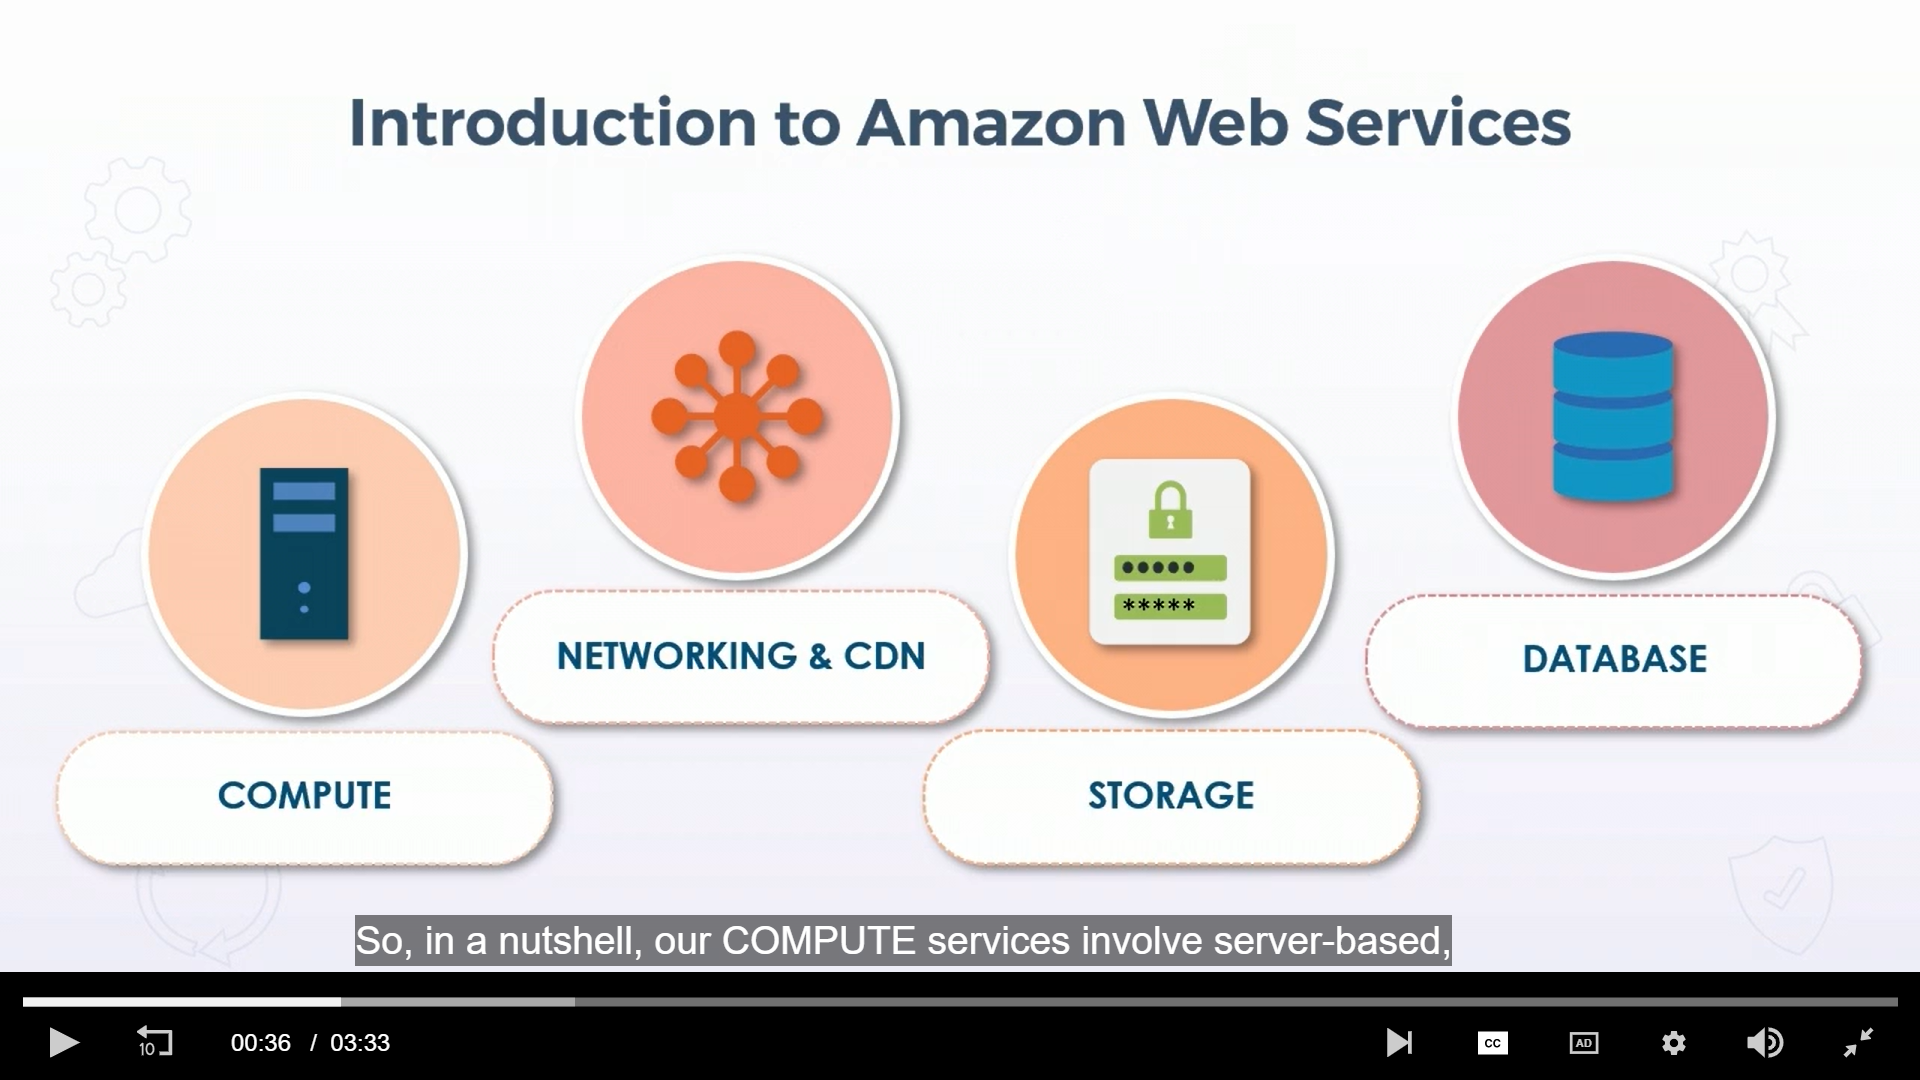 Introduction to Amazon Web Services
NETWORKING & CDN
DATABASE
COMPUTE
STORAGE
●●●●●
*****
So, in a nutshell, our COMPUTE services involve server-based,
10
00:36 / 03:33
CC
AD